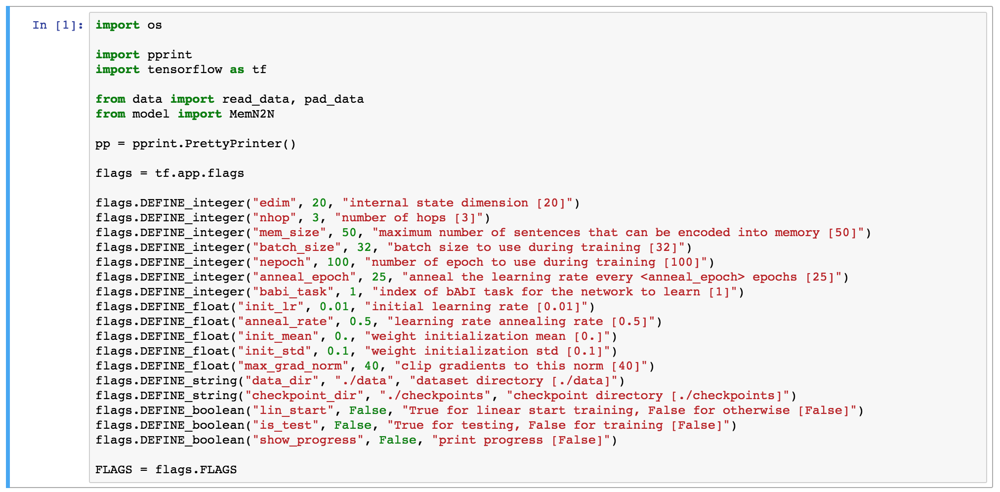 In [1]: import os
import pprint
import tensorflow as tf
from data import read_data, pad_data
from model import MemN2N
pp = pprint.PrettyPrinter()
flags = tf.app.flags
flags.DEFINE_integer("edim", 20, "internal state dimension [20]")
flags.DEFINE_integer("nhop", 3, "number of hops [3]")
flags.DEFINE_integer("mem_size", 50, "maximum number of sentences that can be encoded into memory [50]")
flags.DEFINE_integer("batch_size", 32, "batch size to use during training [32]")
flags.DEFINE_integer("nepoch", 100, "number of epoch to use during training [100]")
flags.DEFINE_integer("anneal_epoch", 25, "anneal the learning rate every <anneal_epoch> epochs [25]")
flags.DEFINE_integer("babi_task", 1, "index of bAbI task for the network to learn [1]")
flags.DEFINE_float("init_lr", 0.01, "initial learning rate [0.01]")
flags.DEFINE_float("anneal_rate", 0.5, "learning rate annealing rate [0.5]")
flags.DEFINE_float("init_mean", 0., "weight initialization mean [0.]")
flags.DEFINE_float("init_std", 0.1, "weight initialization std [0.1]")
flags.DEFINE_float("max_grad_norm", 40, "clip gradients to this norm [40]")
flags.DEFINE_string("data_dir", "./data", "dataset directory [./data]")
flags.DEFINE_string("checkpoint_dir", "./checkpoints", "checkpoint directory [./checkpoints]")
flags.DEFINE_boolean("lin_start", False, "True for linear start training, False for otherwise [False]")
flags.DEFINE_boolean("is_test", False, "True for testing, False for training [False]")
flags.DEFINE_boolean("show_progress", False, "print progress [False]")
FLAGS = flags.FLAGS